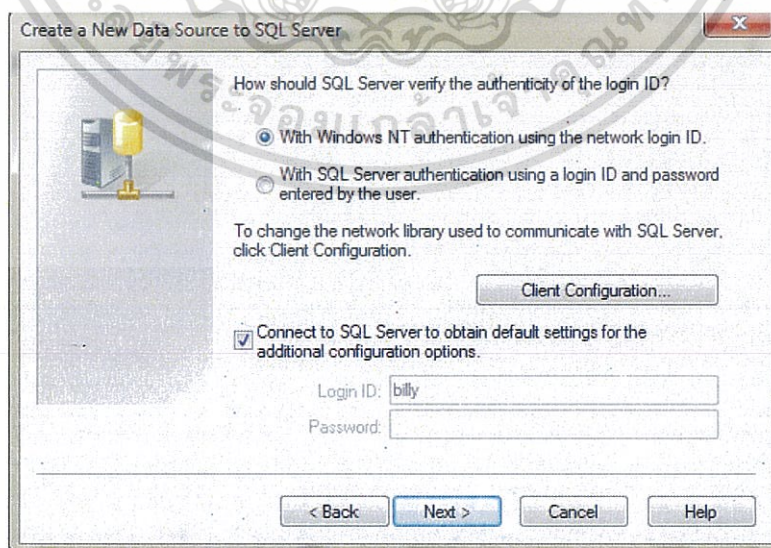 Create a New Data Source to SQL Server
How should SQL Server verify the authenticity of the login ID?
With Windows NT authentication using the network login ID.
With SQL Server authentication using a login ID and password
entered by the user.
To change the network library used to communicate with SQL Server,
click Client Configuration.
Client Configuration...
Connect to SQL Server to obtain default settings for the
additional configuration options.
Login ID: billy
Password:
< Back
Next >
Cancel
Help